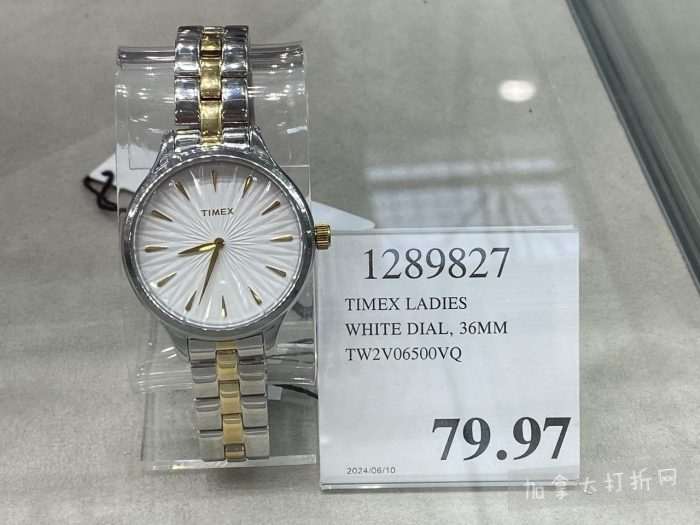 TIMEX
1289827
TIMEX LADIES
WHITE DIAL, 36MM
TW2V06500VQ
79.97
2024/06/10
加拿大打折网